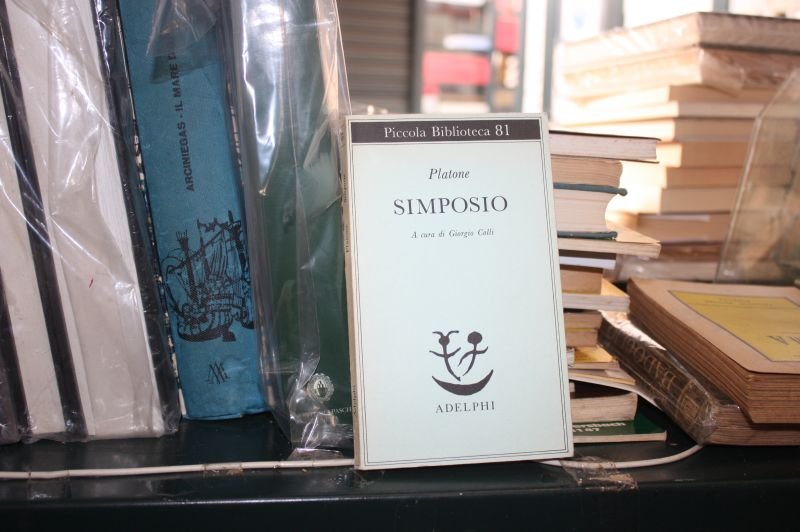 Piccola Biblioteca 81
Platone
SIMPOSIO
A cura di Giorgio Colli
ADELPHI
ARCINIEGAS - IL MARE D